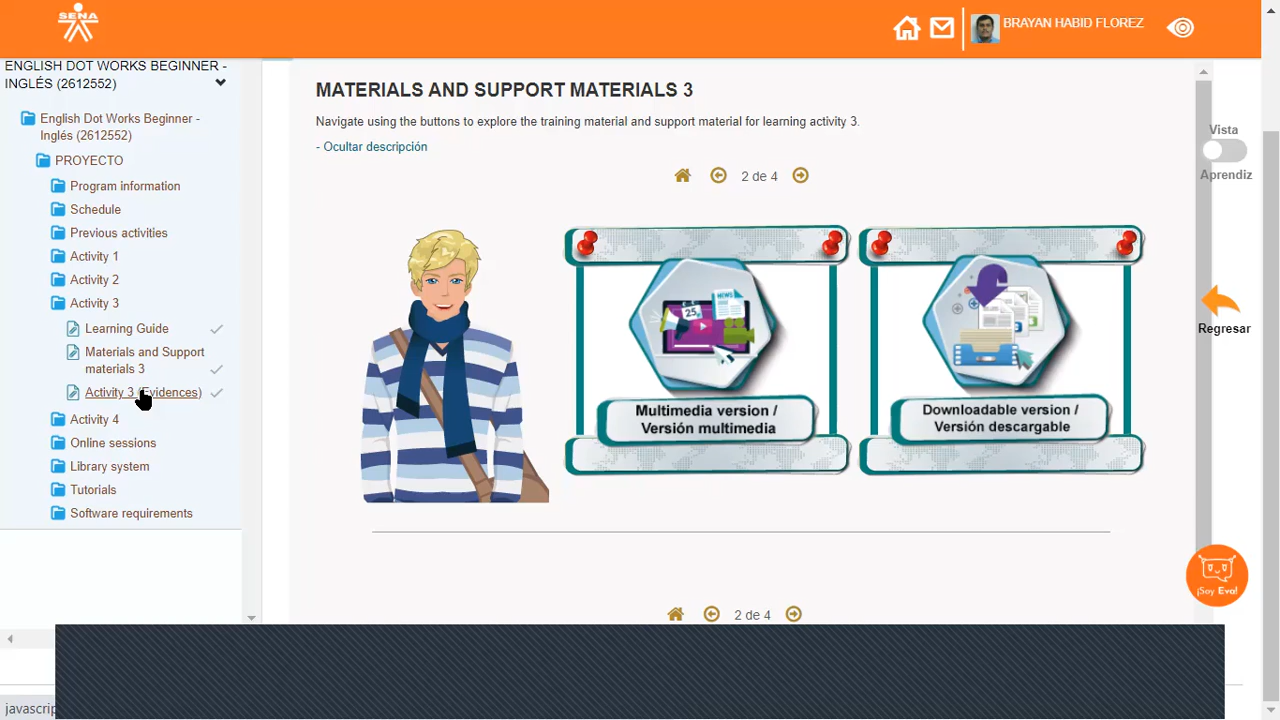 SENA
BRAYAN HABID FLOREZ
ENGLISH DOT WORKS BEGINNER -
INGLÉS (2612552)
English Dot Works Beginner -
Inglés (2612552)
PROYECTO
Program information
Schedule
Previous activities
Activity 1
Activity 2
Activity 3
Learning Guide
Materials and Support
materials 3
Activity 3 (Evidences)
Activity 4
Online sessions
Library system
Tutorials
Software requirements
javascrip
MATERIALS AND SUPPORT MATERIALS 3
Navigate using the buttons to explore the training material and support material for learning activity 3.
- Ocultar descripción
2 de 4
25
NEWS
Multimedia version /
Versión multimedia
Downloadable version /
Versión descargable
2 de 4
Vista
Aprendiz
Regresar
¡Soy Eva!